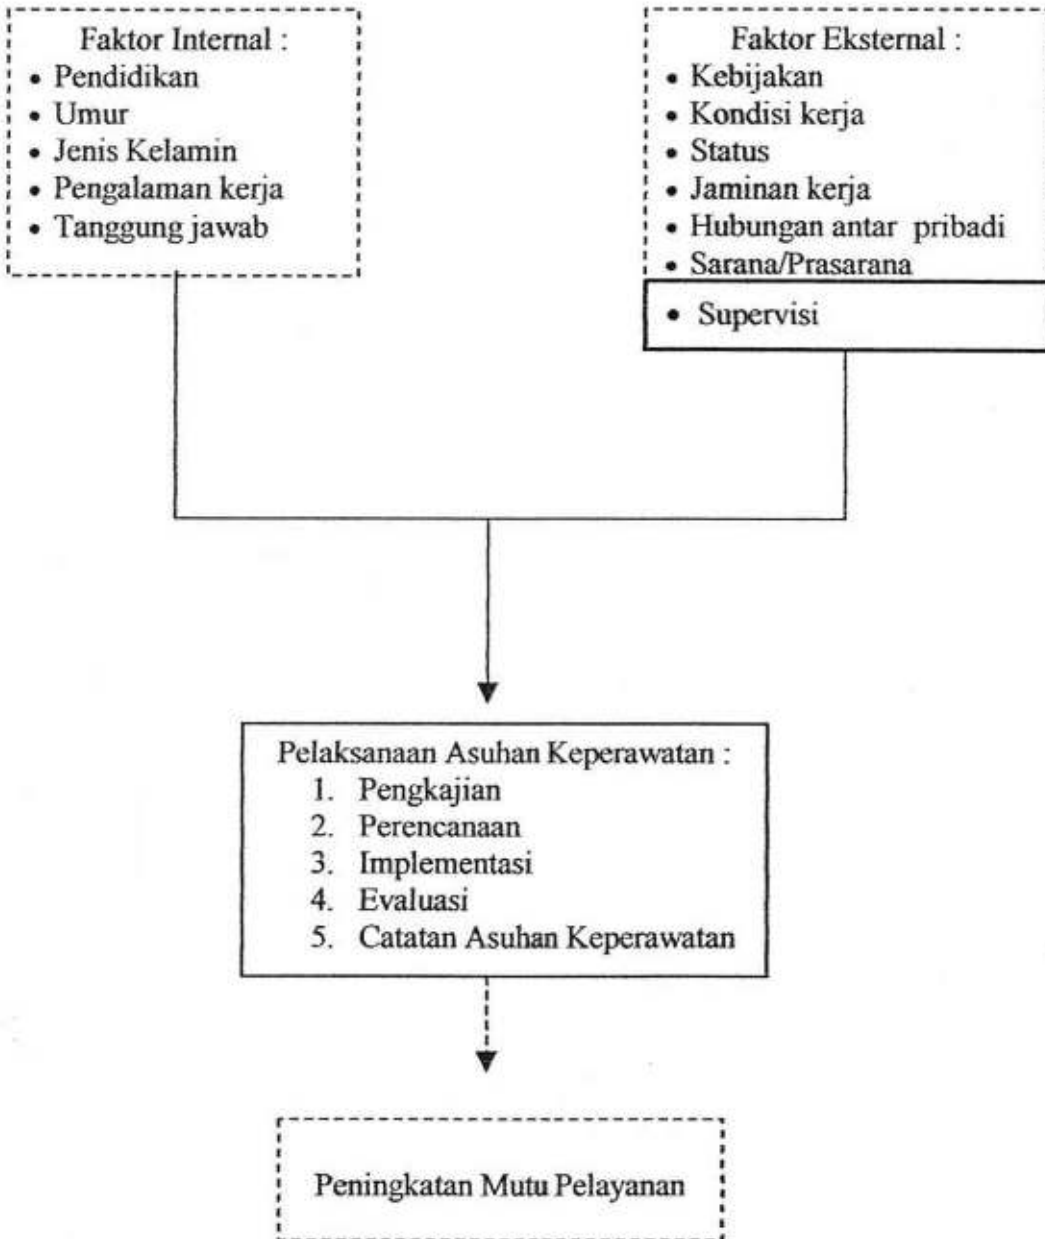 Faktor Internal :
• Pendidikan
• Umur
• Jenis Kelamin
• Pengalaman kerja
• Tanggung jawab
Faktor Eksternal :
• Kebijakan
• Kondisi kerja
• Status
• Jaminan kerja
• Hubungan antar pribadi
• Sarana/Prasarana
• Supervisi
Pelaksanaan Asuhan Keperawatan :
1. Pengkajian
2. Perencanaan
3. Implementasi
4. Evaluasi
5. Catatan Asuhan Keperawatan
Peningkatan Mutu Pelayanan